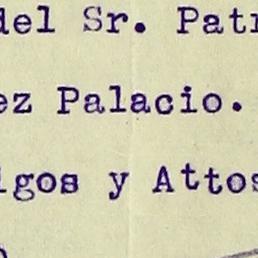 del Sr. Patr
ez Palacio.
igos y Attos